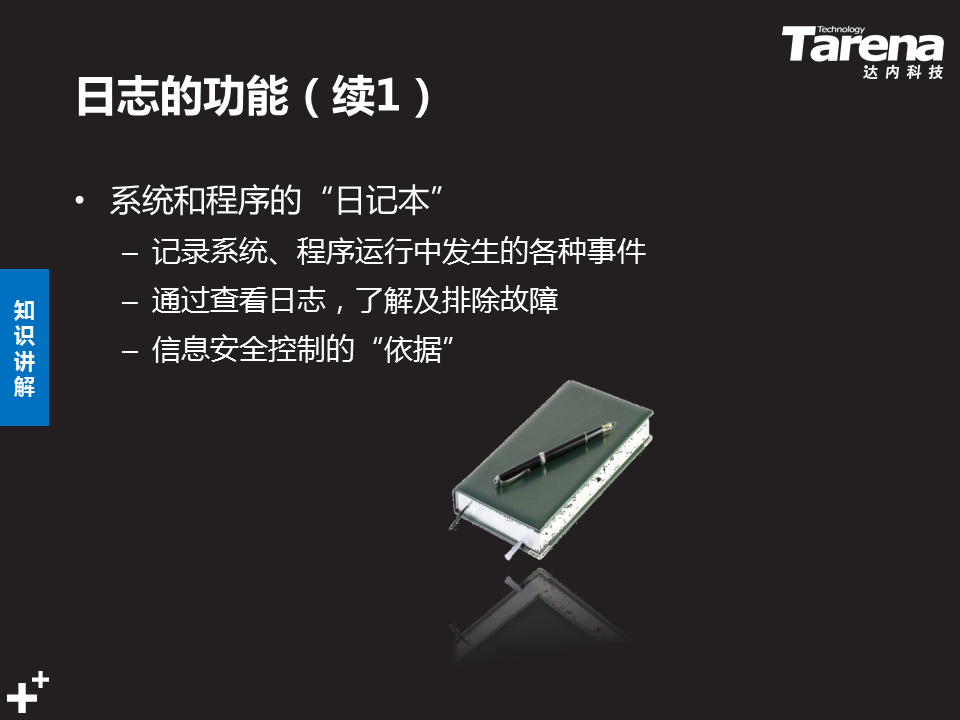 Technology
Tarena
达内科技
日志的功能（续1）
• 系统和程序的“日记本”
– 记录系统、程序运行中发生的各种事件
– 通过查看日志，了解及排除故障
– 信息安全控制的“依据”
知识讲解